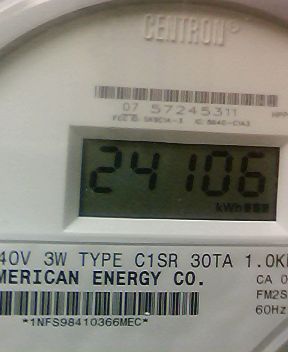 CENTRON®
07 57245311
24106
kWh
40V 3W TYPE C1SR 30TA 1.0K
MERICAN ENERGY CO.
CA 0
FM2S
60Hz
*1NFS98410366MEC*